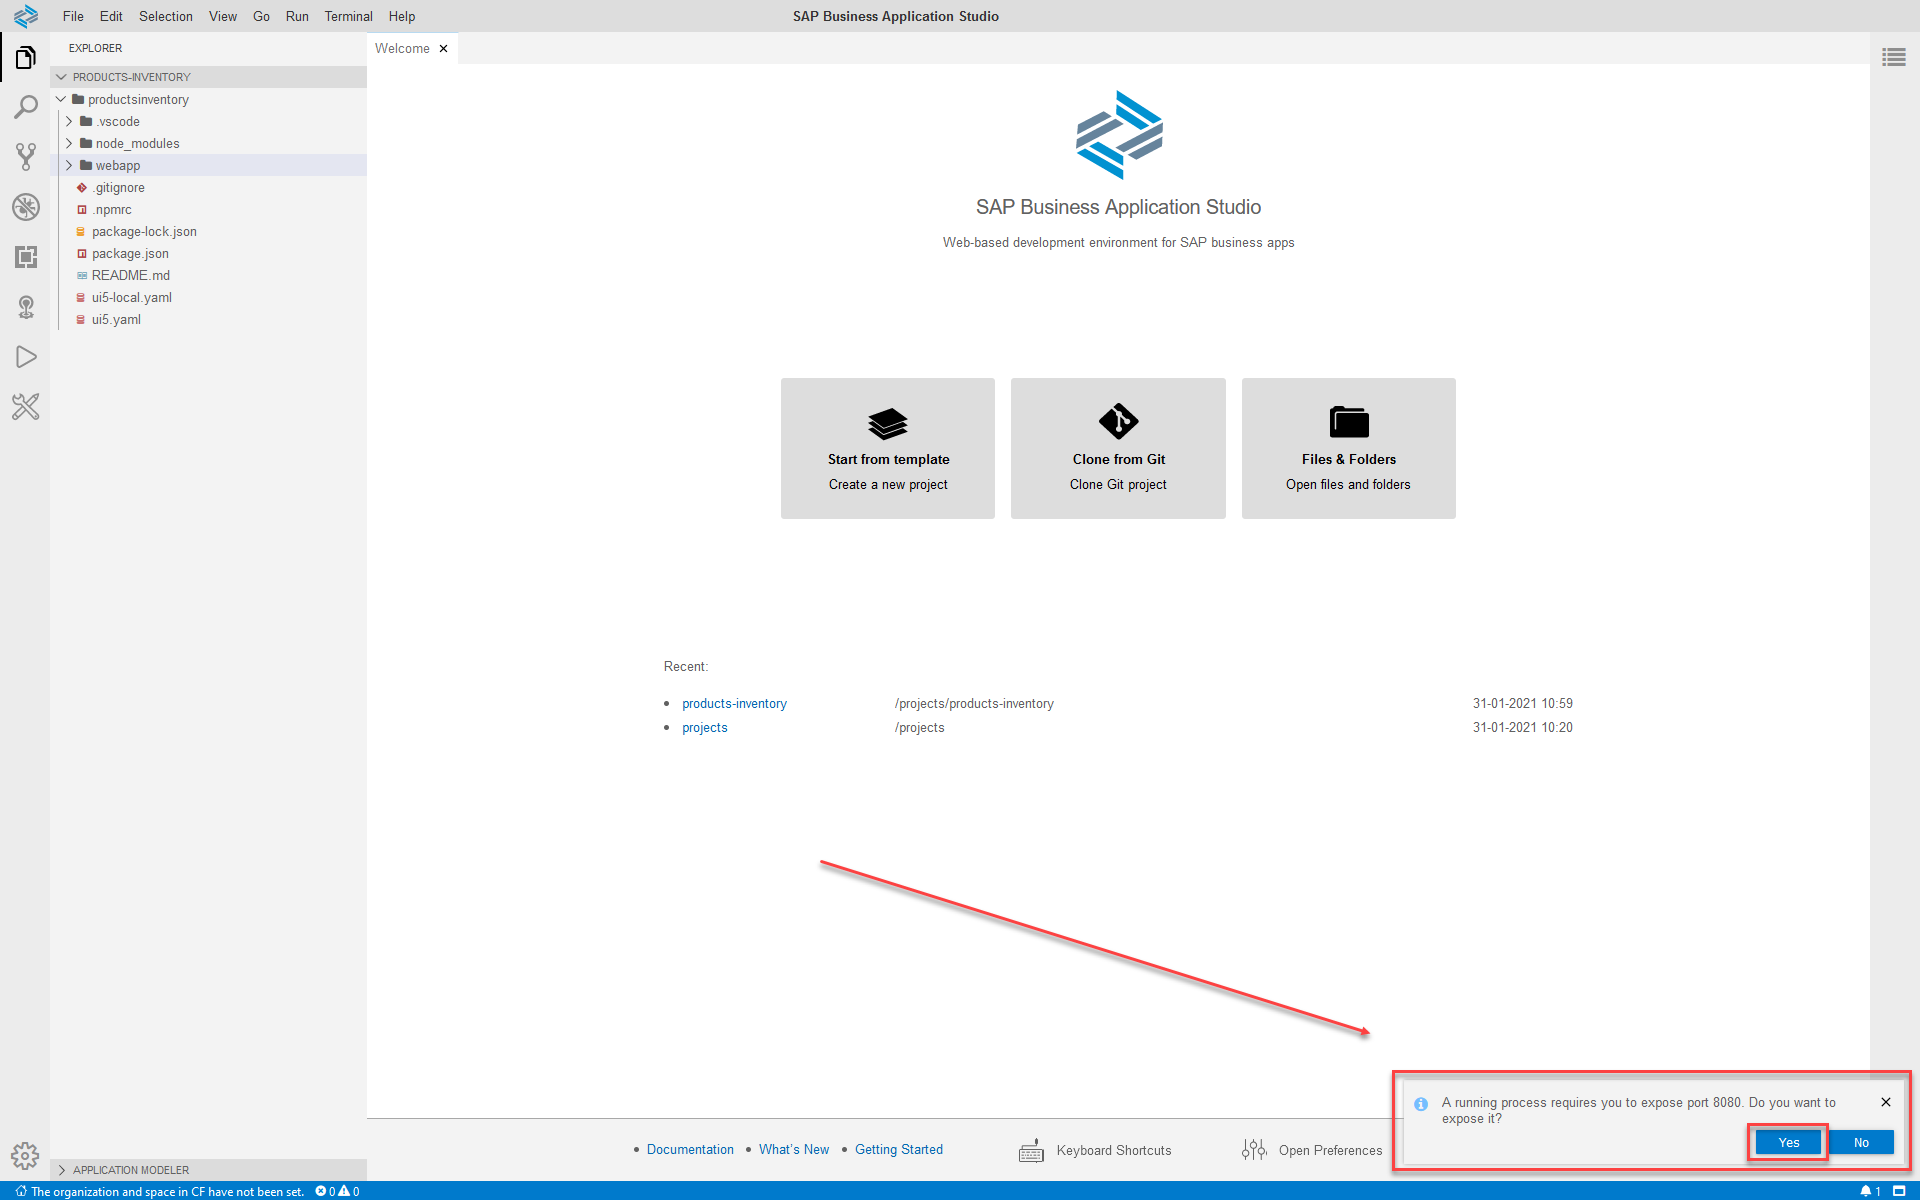 File Edit Selection View Go Run Terminal Help
SAP Business Application Studio
EXPLORER
PRODUCTS-INVENTORY
productsinventory
.vscode
node_modules
webapp
.gitignore
.npmrc
package-lock.json
package.json
README.md
ui5-local.yaml
ui5.yaml
APPLICATION MODELER
Welcome
SAP Business Application Studio
Web-based development environment for SAP business apps
Start from template
Create a new project
Clone from Git
Clone Git project
Files & Folders
Open files and folders
Recent:
products-inventory /projects/products-inventory 31-01-2021 10:59
projects /projects 31-01-2021 10:20
Documentation What's New Getting Started Keyboard Shortcuts Open Preferences
A running process requires you to expose port 8080. Do you want to
expose it?
Yes No
The organization and space in CF have not been set. 0 0 1